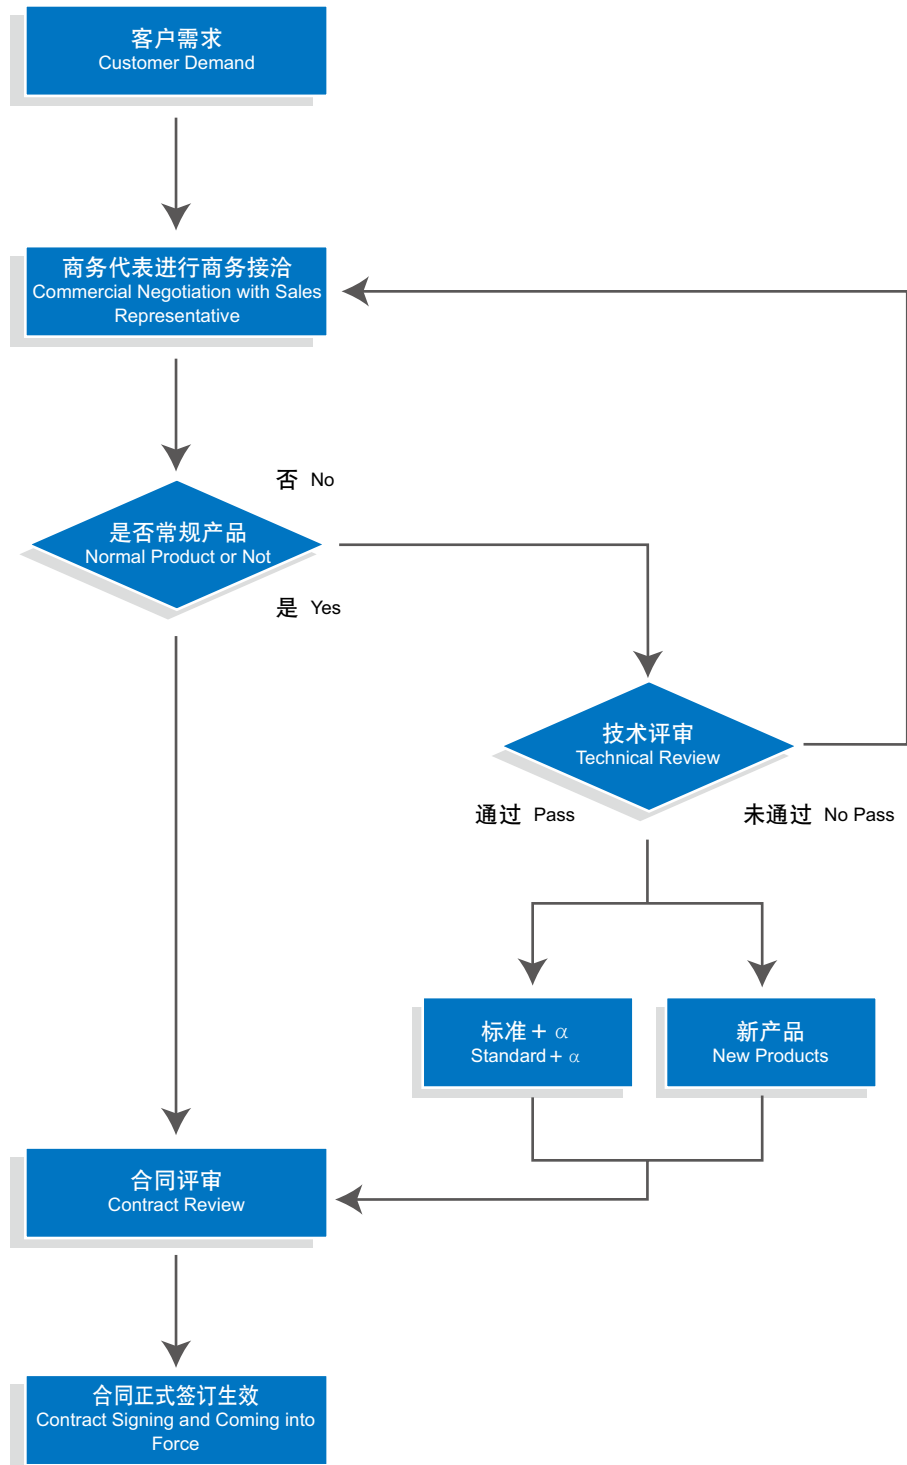 客户需求
Customer Demand
商务代表进行商务接洽
Commercial Negotiation with Sales
Representative
否 No
是否常规产品
Normal Product or Not
是 Yes
技术评审
Technical Review
通过 Pass
未通过 No Pass
标准 + α
Standard + α
新产品
New Products
合同评审
Contract Review
合同正式签订生效
Contract Signing and Coming into
Force